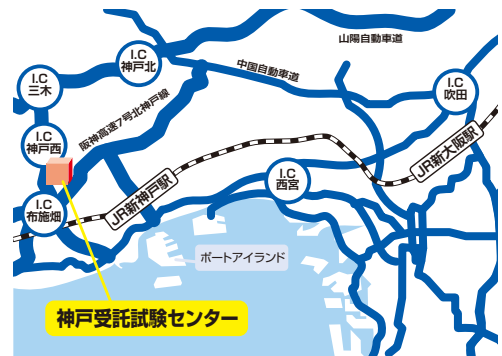 山陽自動車道
I.C
神戸北
中国自動車道
I.C
三木
I.C
吹田
阪神高速7号北神戸線
I.C
神戸西
JR新大阪駅
I.C
西宮
JR新神戸駅
I.C
布施畑
ポートアイランド
神戸受託試験センター